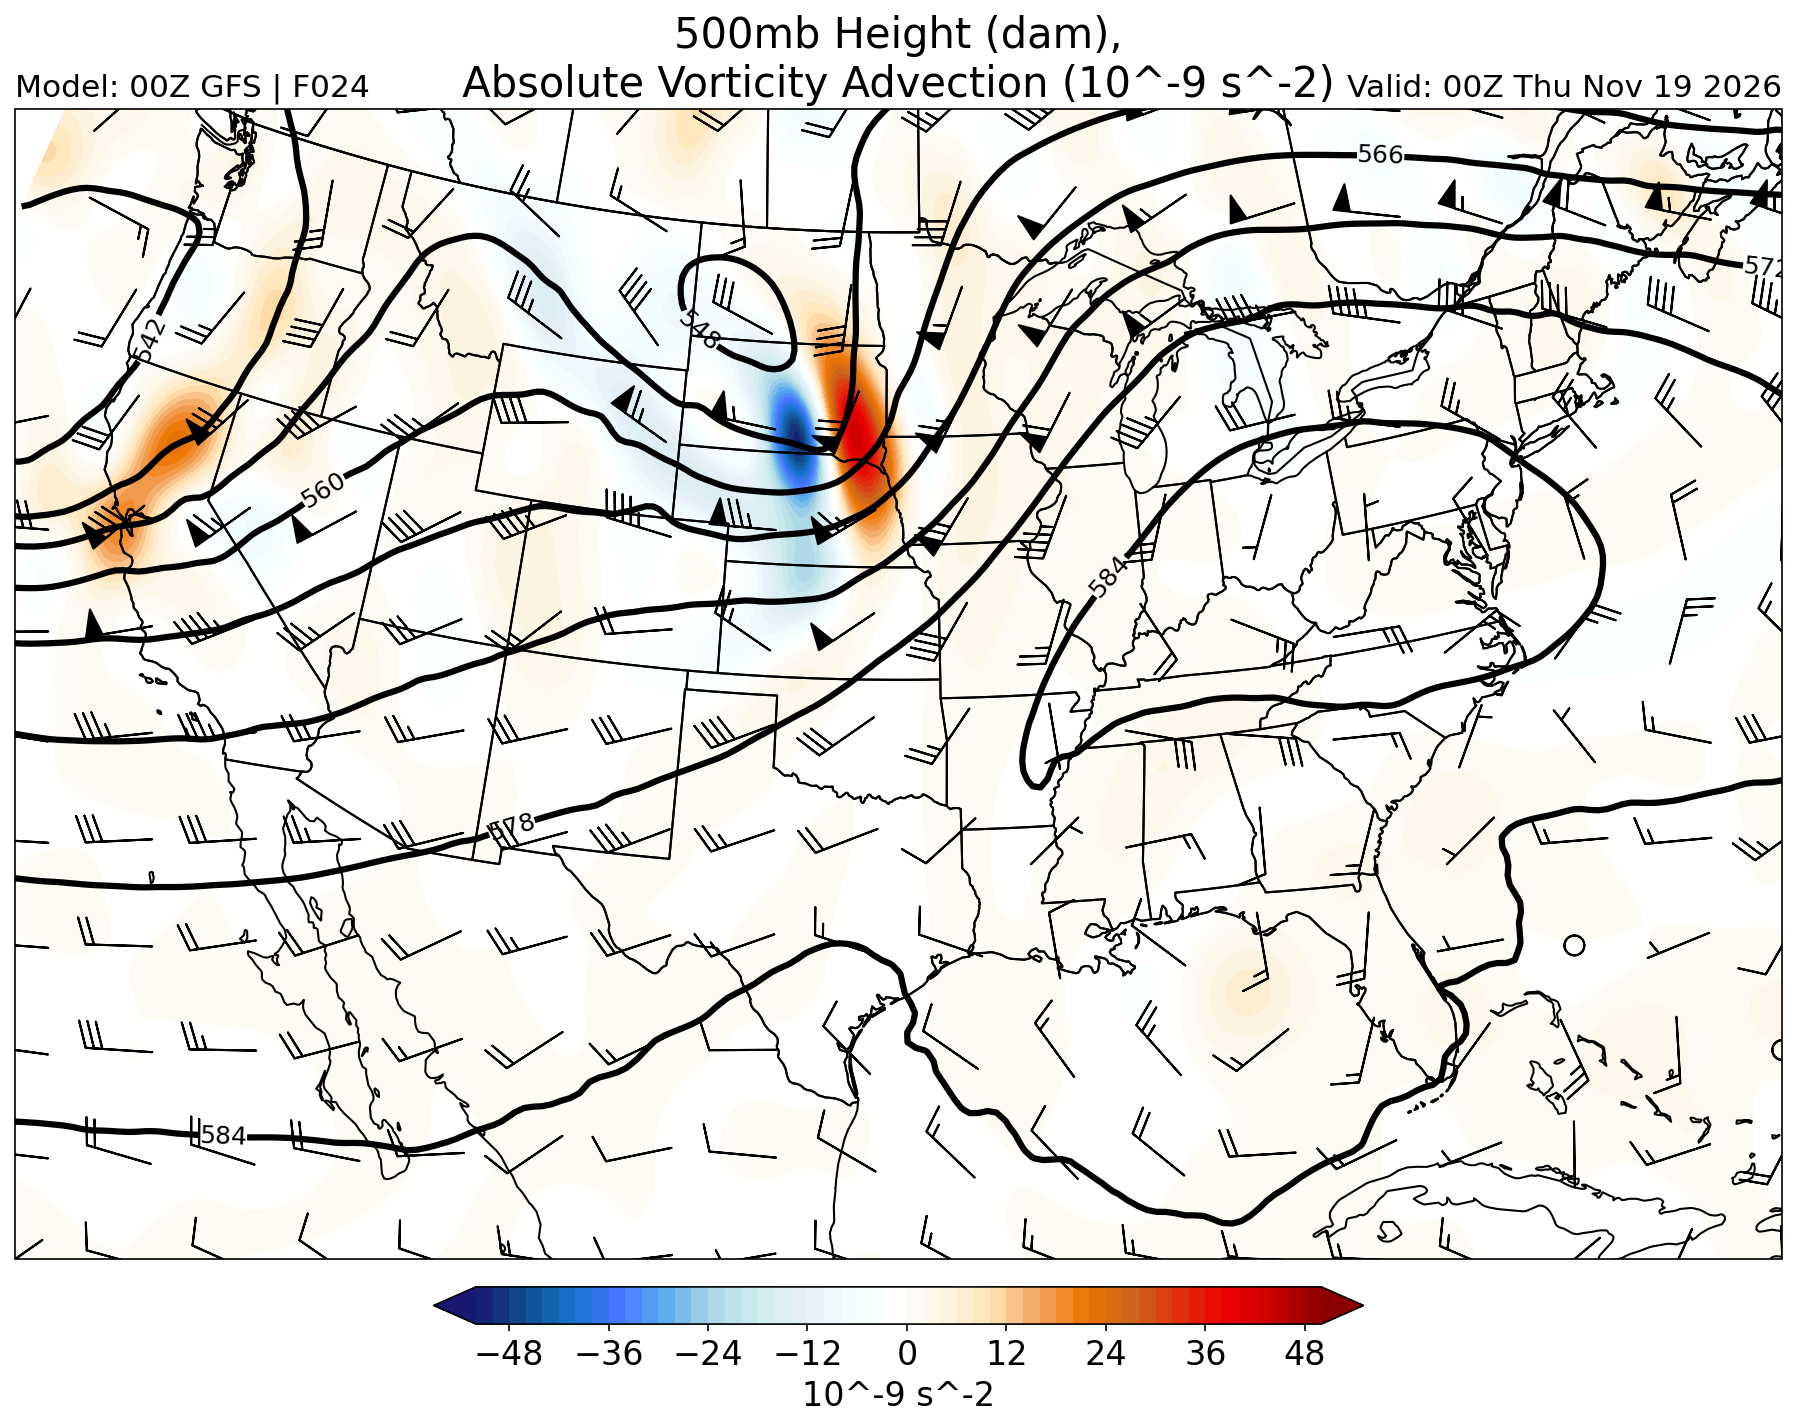 500mb Height (dam),
Model: 00Z GFS | F024
Absolute Vorticity Advection (10^-9 s^-2)
Valid: 00Z Thu Nov 19 2026
566
572
542
548
560
584
578
584
−48 −36 −24 −12 0 12 24 36 48
10^-9 s^-2